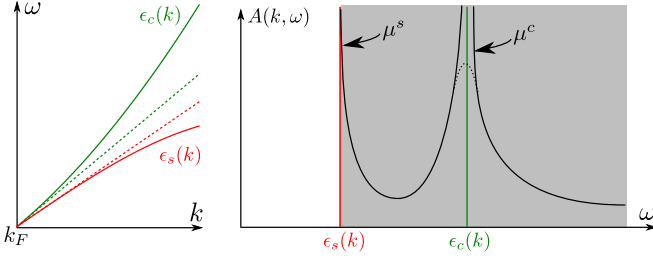 ω
ϵ_c(k)
ϵ_s(k)
k
k_F
A(k, ω)
μ^s
μ^c
ω
ϵ_s(k)
ϵ_c(k)